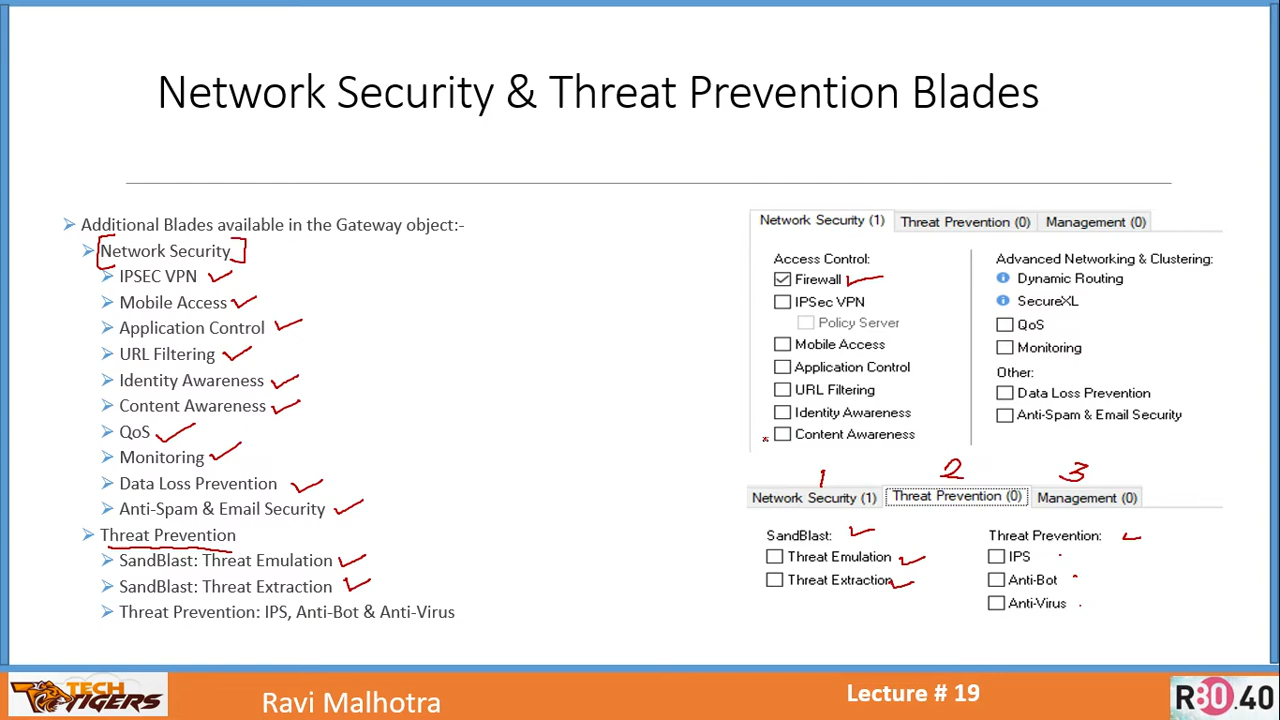 Network Security & Threat Prevention Blades
Additional Blades available in the Gateway object:-
Network Security
IPSEC VPN
Mobile Access
Application Control
URL Filtering
Identity Awareness
Content Awareness
QoS
Monitoring
Data Loss Prevention
Anti-Spam & Email Security
Threat Prevention
SandBlast: Threat Emulation
SandBlast: Threat Extraction
Threat Prevention: IPS, Anti-Bot & Anti-Virus
Network Security (1) Threat Prevention (0) Management (0)
Access Control:
Firewall
IPSec VPN
Policy Server
Mobile Access
Application Control
URL Filtering
Identity Awareness
Content Awareness
Advanced Networking & Clustering:
Dynamic Routing
SecureXL
QoS
Monitoring
Other:
Data Loss Prevention
Anti-Spam & Email Security
1 2 3
Network Security (1) Threat Prevention (0) Management (0)
SandBlast:
Threat Emulation
Threat Extraction
Threat Prevention:
IPS
Anti-Bot
Anti-Virus
TECH
TIGERS
Ravi Malhotra
Lecture # 19
R80.40